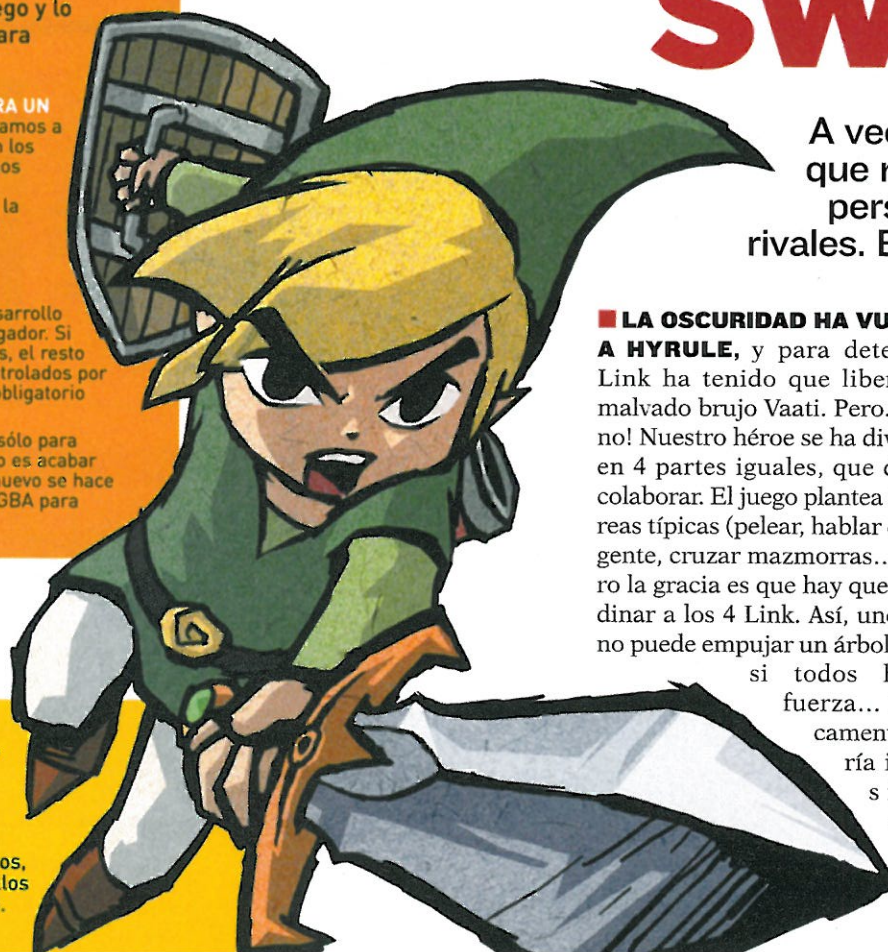 ego y lo
ara
RA UN
amos a
los
os
la
sarrollo
gador. Si
s, el resto
trolados por
obligatorio
sólo para
o es acabar
nuevo se hace
GBA para
os,
los
SW
A vec
que
pers
rivales. E
LA OSCURIDAD HA VU
A HYRULE, y para dete
Link ha tenido que liber
malvado brujo Vaati. Pero.
no! Nuestro héroe se ha div
en 4 partes iguales, que
colaborar. El juego plantea
reas típicas (pelear, hablar
gente, cruzar mazmorras…
ro la gracia es que hay que
dinar a los 4 Link. Así, uno
no puede empujar un árbol
si todos
fuerza…
camen
ría i
s